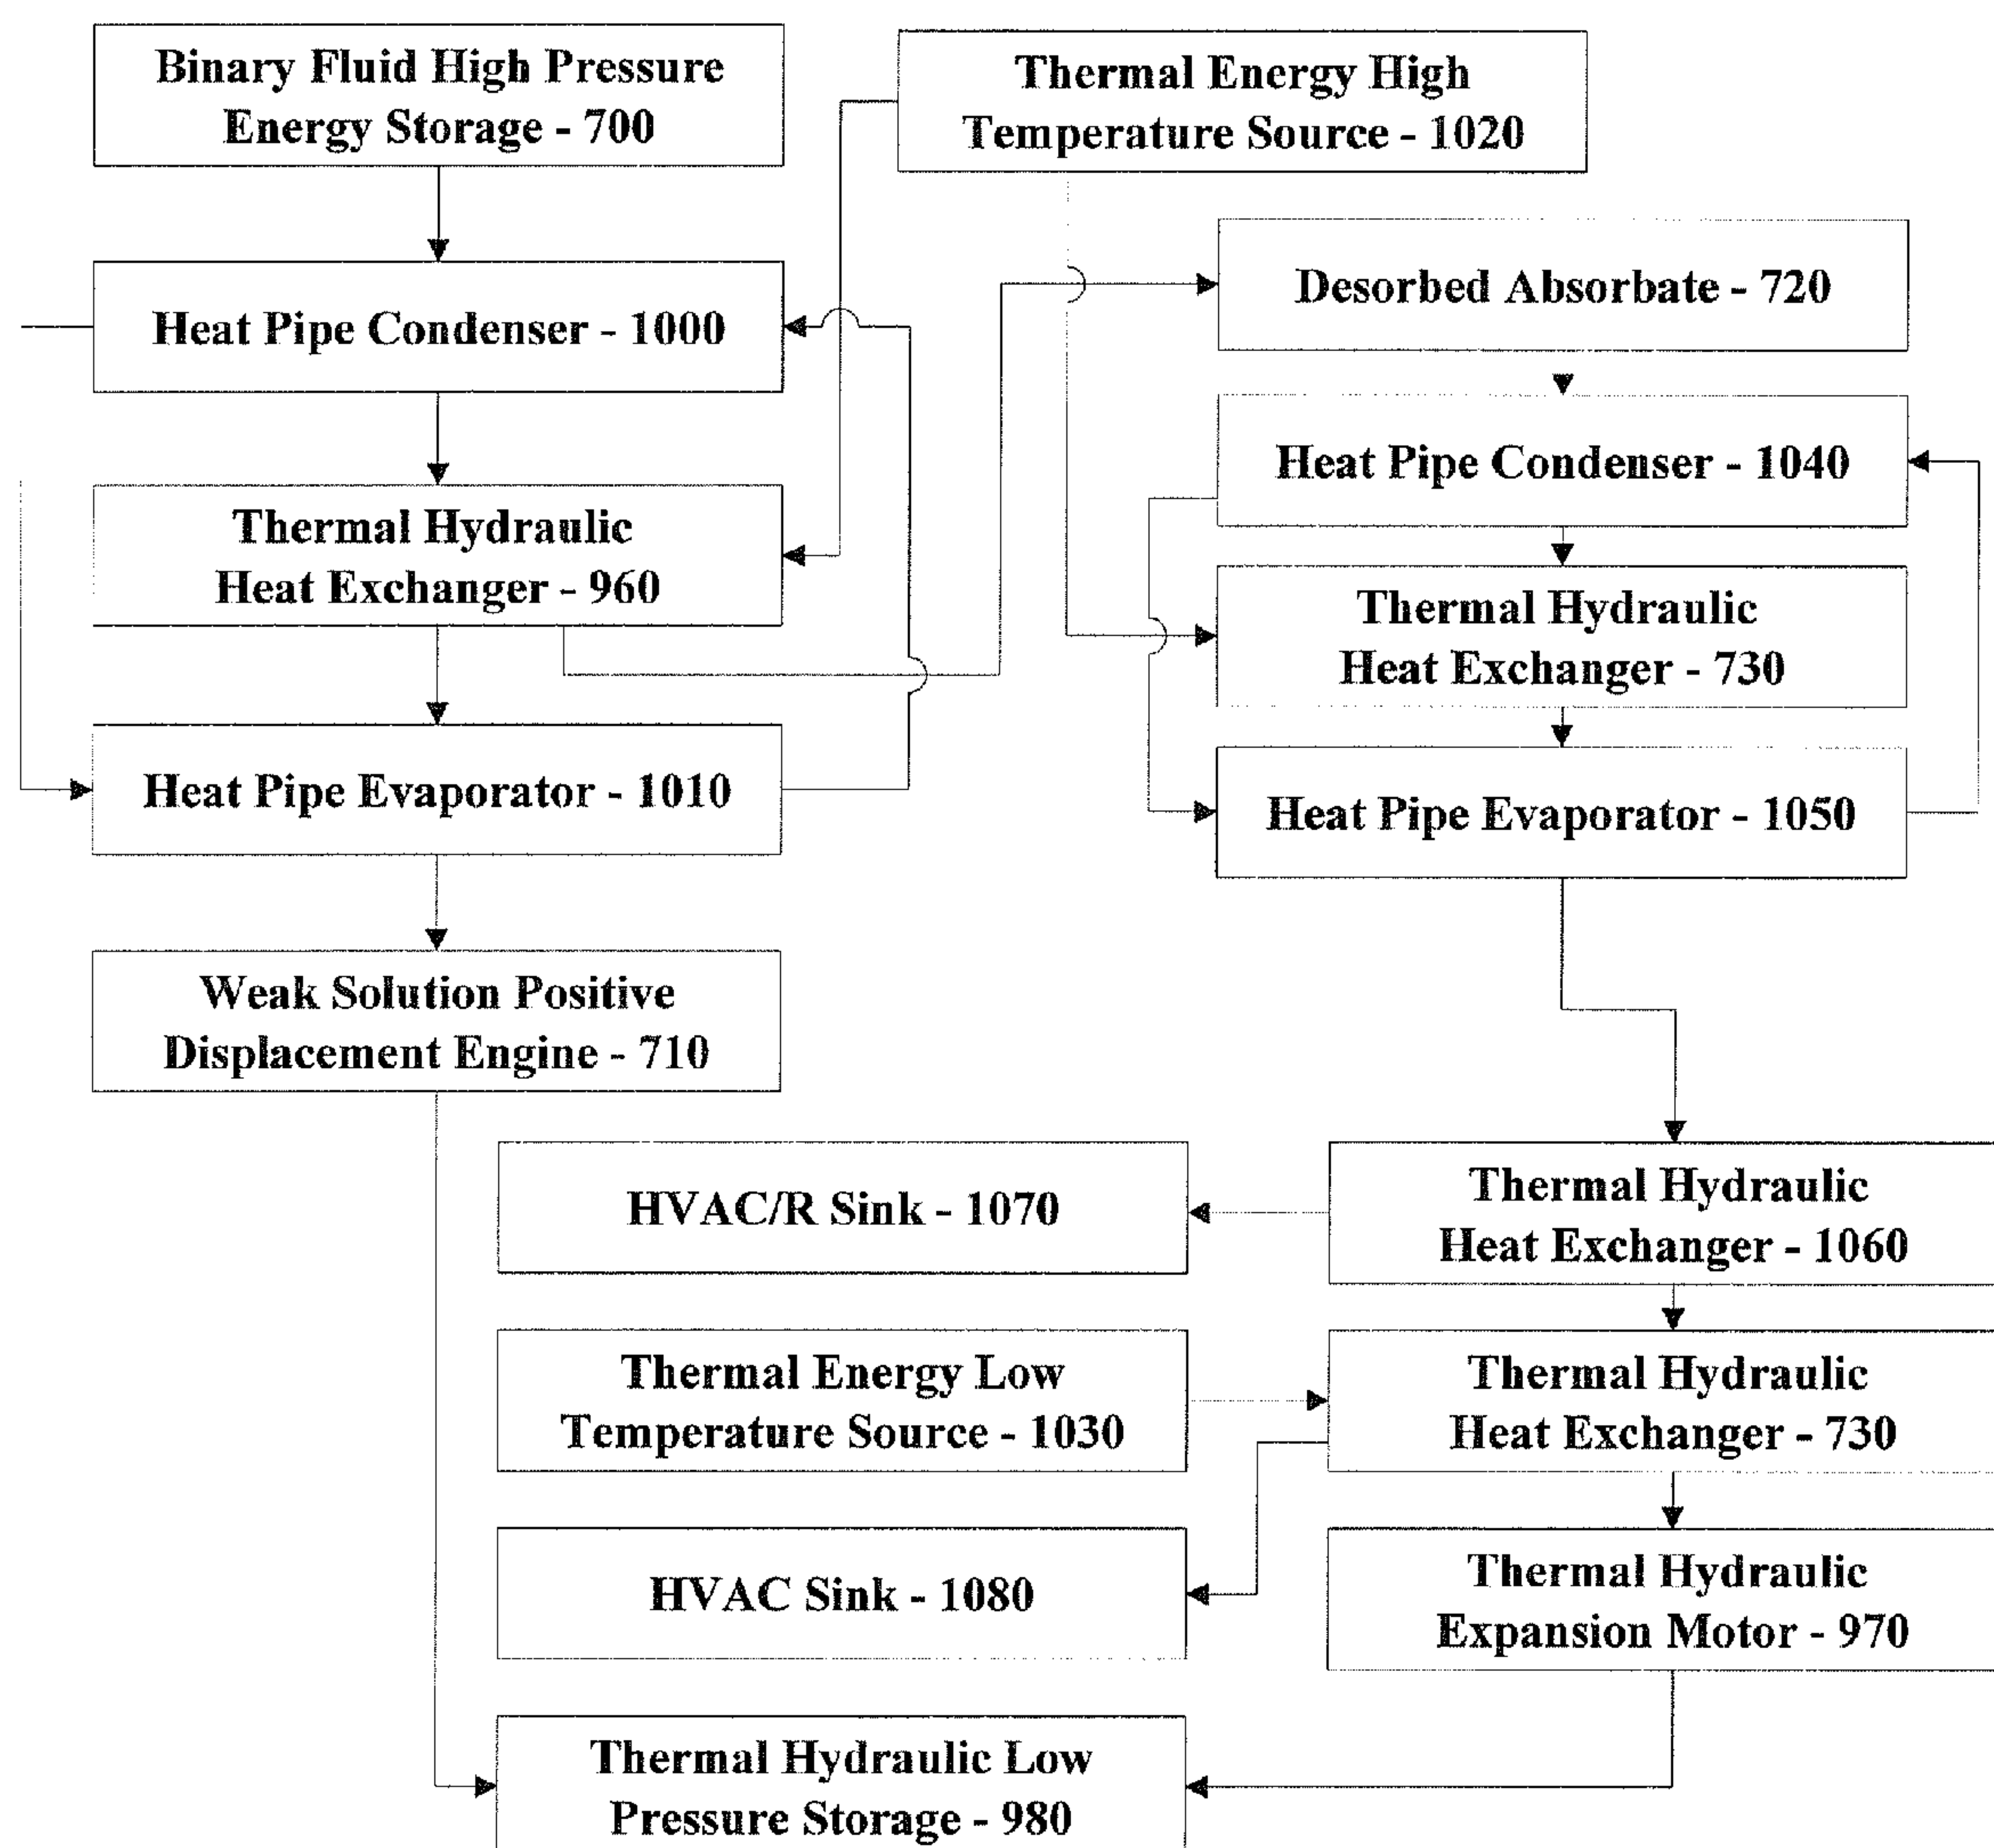 Binary Fluid High Pressure
Energy Storage - 700
Thermal Energy High
Temperature Source - 1020
Desorbed Absorbate - 720
Heat Pipe Condenser - 1000
Heat Pipe Condenser - 1040
Thermal Hydraulic
Heat Exchanger - 960
Thermal Hydraulic
Heat Exchanger - 730
Heat Pipe Evaporator - 1010
Heat Pipe Evaporator - 1050
Weak Solution Positive
Displacement Engine - 710
HVAC/R Sink - 1070
Thermal Hydraulic
Heat Exchanger - 1060
Thermal Energy Low
Temperature Source - 1030
Thermal Hydraulic
Heat Exchanger - 730
HVAC Sink - 1080
Thermal Hydraulic
Expansion Motor - 970
Thermal Hydraulic Low
Pressure Storage - 980